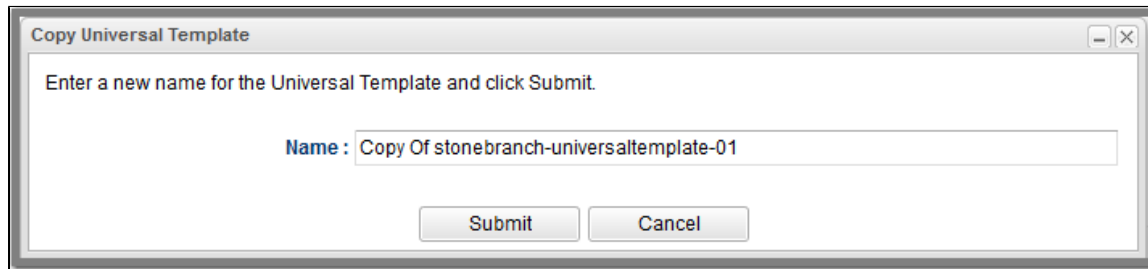 Copy Universal Template
Enter a new name for the Universal Template and click Submit.
Name : Copy Of stonebranch-universaltemplate-01
Submit Cancel